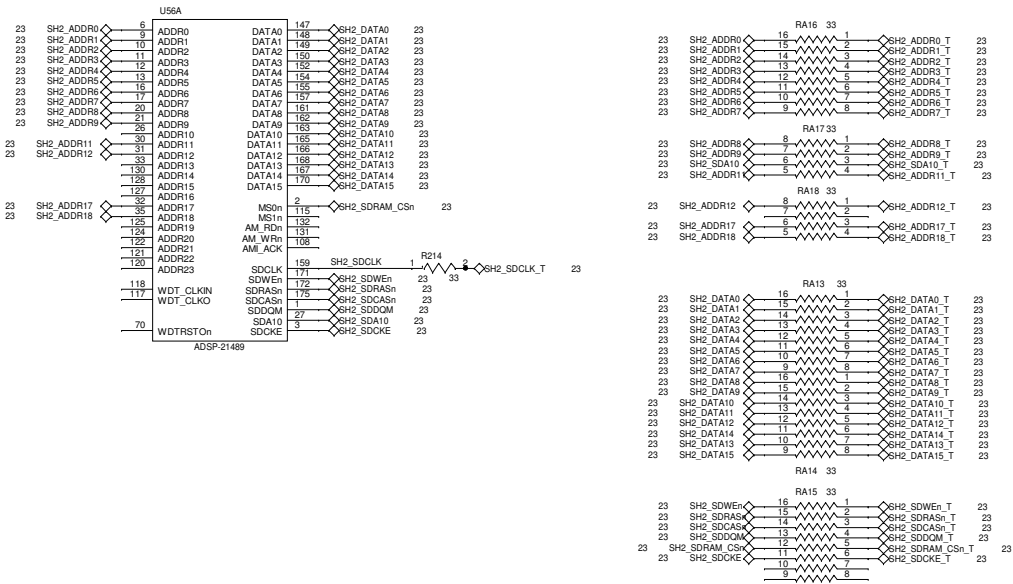 U56A
23 SH2_ADDR0 6 ADDR0 DATA0 147 SH2_DATA0 23
23 SH2_ADDR1 9 ADDR1 DATA1 148 SH2_DATA1 23
23 SH2_ADDR2 10 ADDR2 DATA2 149 SH2_DATA2 23
23 SH2_ADDR3 11 ADDR3 DATA3 150 SH2_DATA3 23
23 SH2_ADDR4 12 ADDR4 DATA4 152 SH2_DATA4 23
23 SH2_ADDR5 13 ADDR5 DATA5 154 SH2_DATA5 23
23 SH2_ADDR6 16 ADDR6 DATA6 155 SH2_DATA6 23
23 SH2_ADDR7 17 ADDR7 DATA7 157 SH2_DATA7 23
23 SH2_ADDR8 20 ADDR8 DATA8 161 SH2_DATA8 23
23 SH2_ADDR9 21 ADDR9 DATA9 162 SH2_DATA9 23
26 ADDR10 DATA10 163 SH2_DATA10 23
23 SH2_ADDR11 30 ADDR11 DATA11 165 SH2_DATA11 23
23 SH2_ADDR12 31 ADDR12 DATA12 166 SH2_DATA12 23
33 ADDR13 DATA13 168 SH2_DATA13 23
130 ADDR14 DATA14 167 SH2_DATA14 23
128 ADDR15 DATA15 170 SH2_DATA15 23
127 ADDR16
23 SH2_ADDR17 32 ADDR17 MS0n 2 SH2_SDRAM_CSn 23
23 SH2_ADDR18 35 ADDR18 MS1n 115
125 ADDR19 AM_RDn 132
124 ADDR20 AM_WRn 131
122 ADDR21 AMI_ACK 108
121 ADDR22
120 ADDR23 SDCLK 159 SH2_SDCLK 1 R214 33 2 SH2_SDCLK_T 23
SDWEn 171 SH2_SDWEn 23
118 WDT_CLKIN SDRASn 172 SH2_SDRASn 23
117 WDT_CLKO SDCASn 175 SH2_SDCASn 23
SDDQM 1 SH2_SDDQM 23
SDA10 27 SH2_SDA10 23
70 WDTRSTOn SDCKE 3 SH2_SDCKE 23
ADSP-21489
RA16 33
23 SH2_ADDR0 16 1 SH2_ADDR0_T 23
23 SH2_ADDR1 15 2 SH2_ADDR1_T 23
23 SH2_ADDR2 14 3 SH2_ADDR2_T 23
23 SH2_ADDR3 13 4 SH2_ADDR3_T 23
23 SH2_ADDR4 12 5 SH2_ADDR4_T 23
23 SH2_ADDR5 11 6 SH2_ADDR5_T 23
23 SH2_ADDR6 10 7 SH2_ADDR6_T 23
23 SH2_ADDR7 9 8 SH2_ADDR7_T 23
RA17 33
23 SH2_ADDR8 8 1 SH2_ADDR8_T 23
23 SH2_ADDR9 7 2 SH2_ADDR9_T 23
23 SH2_SDA10 6 3 SH2_SDA10_T 23
23 SH2_ADDR11 5 4 SH2_ADDR11_T 23
RA18 33
23 SH2_ADDR12 8 1 SH2_ADDR12_T 23
7 2
23 SH2_ADDR17 6 3 SH2_ADDR17_T 23
23 SH2_ADDR18 5 4 SH2_ADDR18_T 23
RA13 33
23 SH2_DATA0 16 1 SH2_DATA0_T 23
23 SH2_DATA1 15 2 SH2_DATA1_T 23
23 SH2_DATA2 14 3 SH2_DATA2_T 23
23 SH2_DATA3 13 4 SH2_DATA3_T 23
23 SH2_DATA4 12 5 SH2_DATA4_T 23
23 SH2_DATA5 11 6 SH2_DATA5_T 23
23 SH2_DATA6 10 7 SH2_DATA6_T 23
23 SH2_DATA7 9 8 SH2_DATA7_T 23
23 SH2_DATA8 16 1 SH2_DATA8_T 23
23 SH2_DATA9 15 2 SH2_DATA9_T 23
23 SH2_DATA10 14 3 SH2_DATA10_T 23
23 SH2_DATA11 13 4 SH2_DATA11_T 23
23 SH2_DATA12 12 5 SH2_DATA12_T 23
23 SH2_DATA14 11 6 SH2_DATA14_T 23
23 SH2_DATA13 10 7 SH2_DATA13_T 23
23 SH2_DATA15 9 8 SH2_DATA15_T 23
RA14 33
RA15 33
23 SH2_SDWEn 16 1 SH2_SDWEn_T 23
23 SH2_SDRASn 15 2 SH2_SDRASn_T 23
23 SH2_SDCASn 14 3 SH2_SDCASn_T 23
23 SH2_SDDQM 13 4 SH2_SDDQM_T 23
23 SH2_SDRAM_CSn 12 5 SH2_SDRAM_CSn_T 23
23 SH2_SDCKE 11 6 SH2_SDCKE_T 23
10 7
9 8